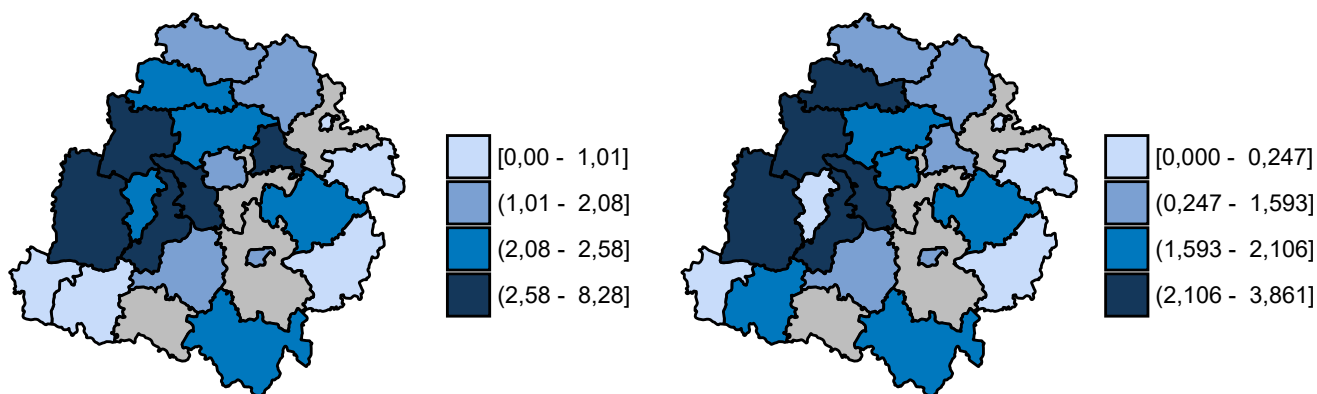 [0,00 - 1,01]
(1,01 - 2,08]
(2,08 - 2,58]
(2,58 - 8,28]
[0,000 - 0,247]
(0,247 - 1,593]
(1,593 - 2,106]
(2,106 - 3,861]